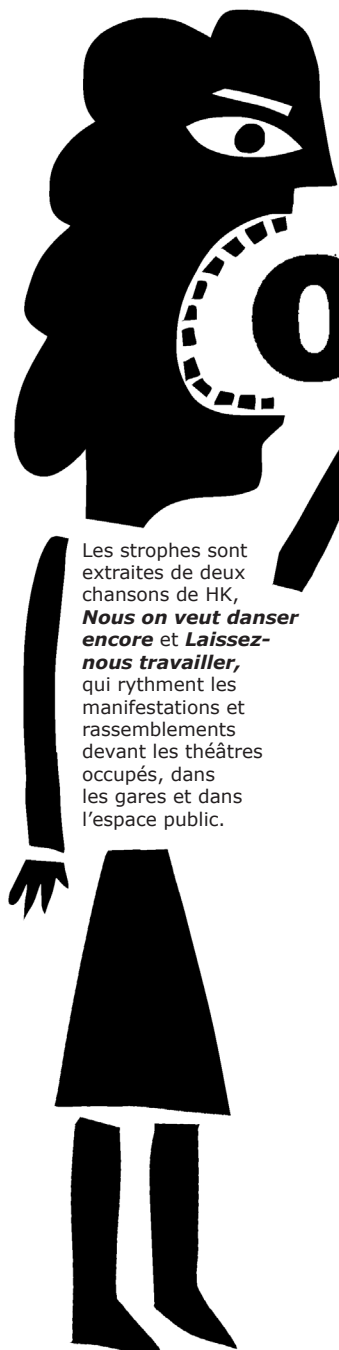 Les strophes sont
extraites de deux
chansons de HK,
Nous on veut danser
encore et Laissez-
nous travailler,
qui rythment les
manifestations et
rassemblements
devant les théâtres
occupés, dans
les gares et dans
l’espace public.